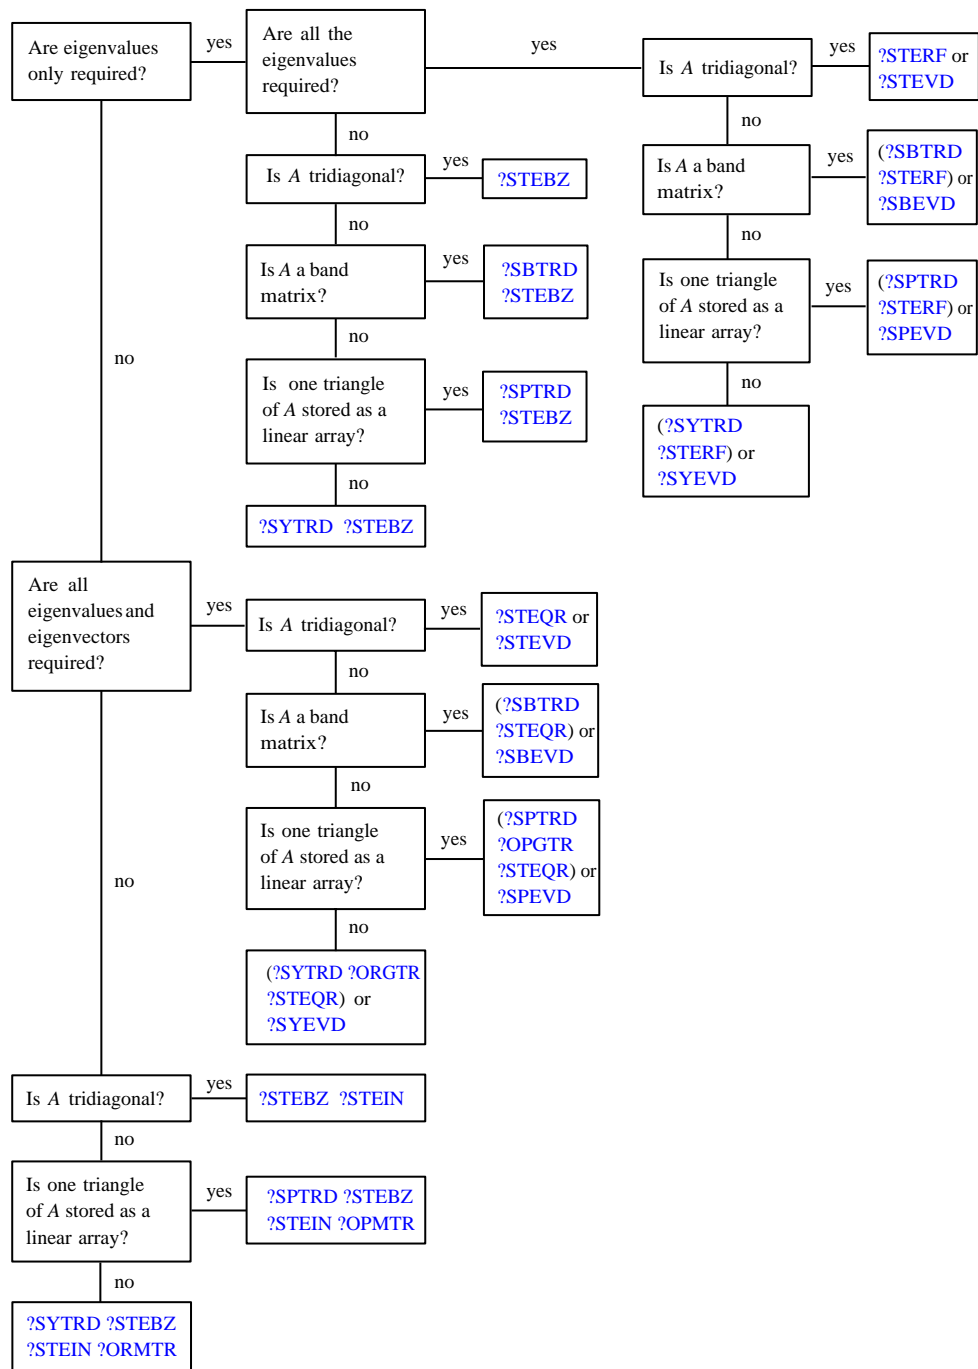 Are eigenvalues
only required?
yes
Are all the
eigenvalues
required?
yes
Is A tridiagonal?
yes
?STERF or
?STEVD
no
no
Is A tridiagonal?
yes
?STEBZ
Is A a band
matrix?
yes
(?SBTRD
?STERF) or
?SBEVD
no
no
Is A a band
matrix?
yes
?SBTRD
?STEBZ
Is one triangle
of A stored as a
linear array?
yes
(?SPTRD
?STERF) or
?SPEVD
no
no
no
Is one triangle
of A stored as a
linear array?
yes
?SPTRD
?STEBZ
(?SYTRD
?STERF) or
?SYEVD
no
?SYTRD ?STEBZ
Are all
eigenvalues and
eigenvectors
required?
yes
Is A tridiagonal?
yes
?STEQR or
?STEVD
no
Is A a band
matrix?
yes
(?SBTRD
?STEQR) or
?SBEVD
no
no
Is one triangle
of A stored as a
linear array?
yes
(?SPTRD
?OPGTR
?STEQR) or
?SPEVD
no
(?SYTRD ?ORGTR
?STEQR) or
?SYEVD
Is A tridiagonal?
yes
?STEBZ ?STEIN
no
Is one triangle
of A stored as a
linear array?
yes
?SPTRD ?STEBZ
?STEIN ?OPMTR
no
?SYTRD ?STEBZ
?STEIN ?ORMTR